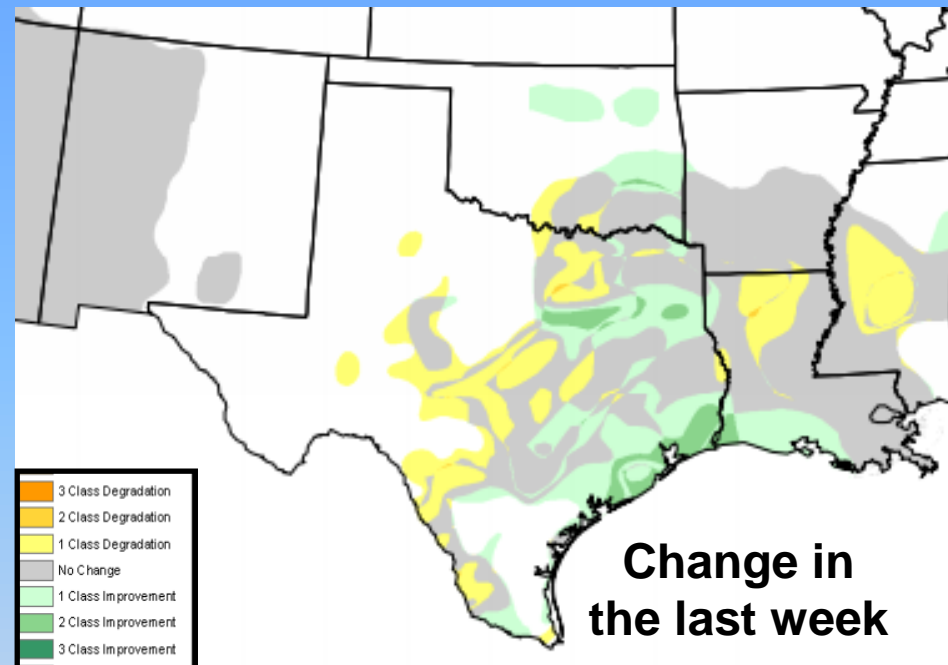 3 Class Degradation
2 Class Degradation
1 Class Degradation
No Change
1 Class Improvement
2 Class Improvement
3 Class Improvement
Change in
the last week